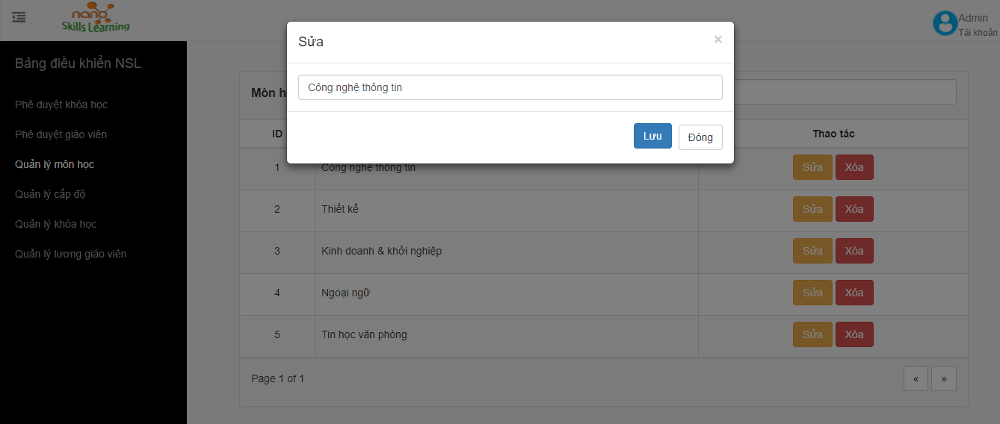 nano
Skills Learning
Admin
Tài khoản
Bảng điều khiển NSL
Phê duyệt khóa học
Phê duyệt giáo viên
Quản lý môn học
Quản lý cấp độ
Quản lý khóa học
Quản lý lương giáo viên
Sửa ×
Công nghệ thông tin
Lưu Đóng
Môn h
ID Thao tác
1 Công nghệ thông tin Sửa Xóa
2 Thiết kế Sửa Xóa
3 Kinh doanh & khởi nghiệp Sửa Xóa
4 Ngoại ngữ Sửa Xóa
5 Tin học văn phòng Sửa Xóa
Page 1 of 1 « »